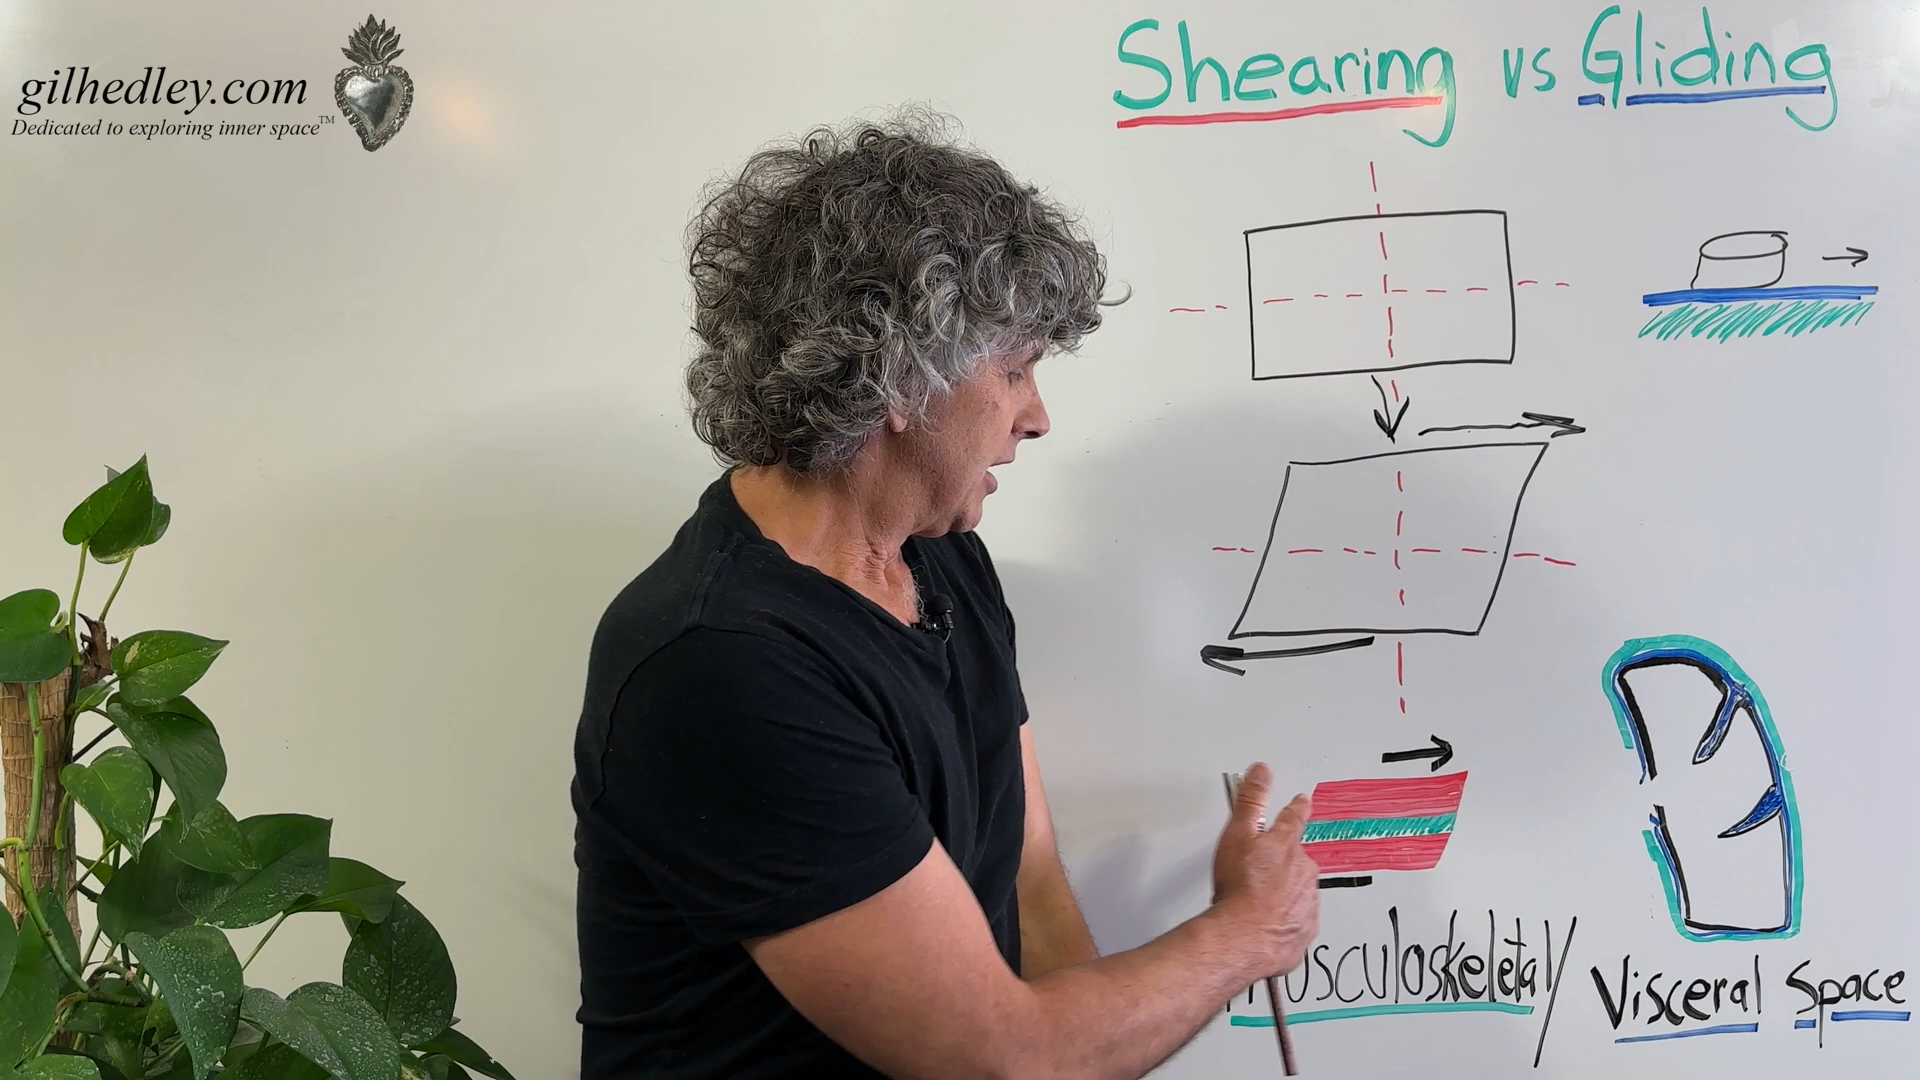 gilhedley.com
Dedicated to exploring inner space™
Shearing vs Gliding
usculoskeletal/
Visceral Space